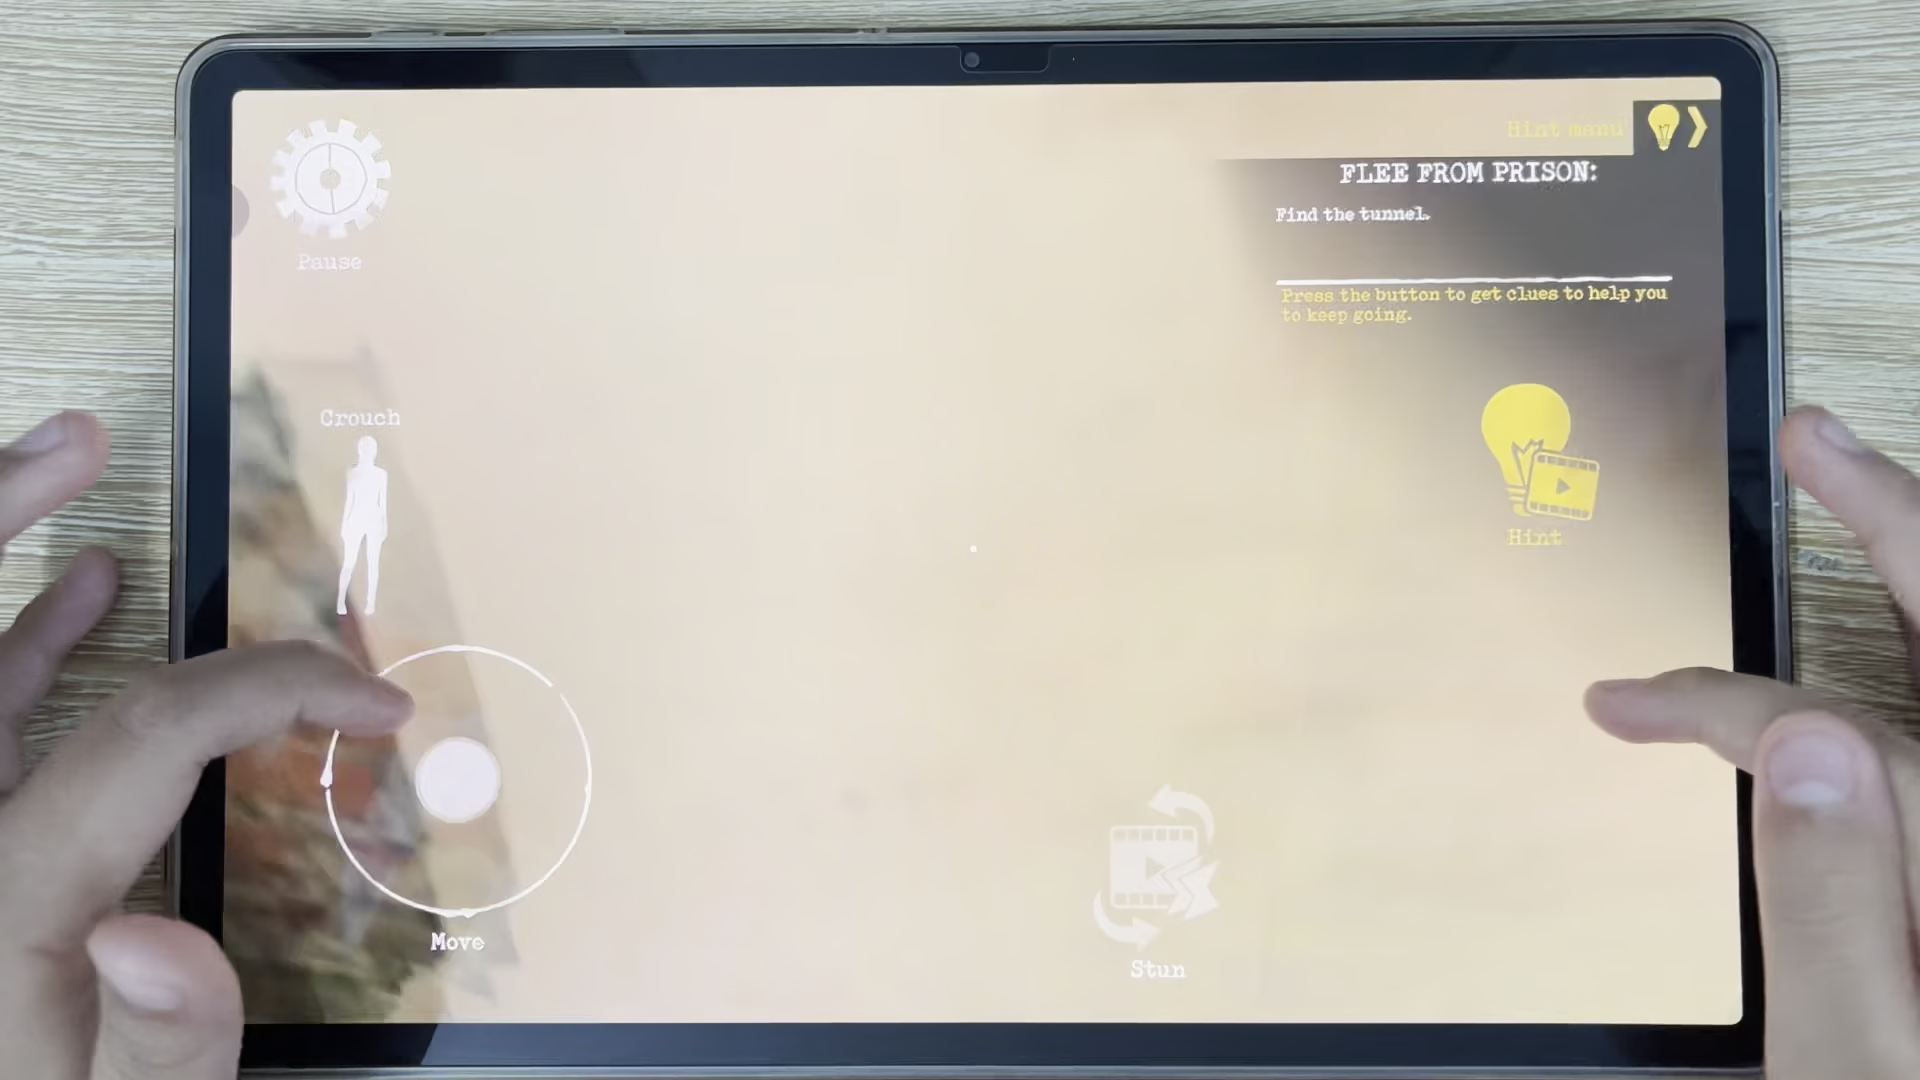 Hint menu
FLEE FROM PRISON:
Find the tunnel.
Press the button to get clues to help you
to keep going.
Pause
Crouch
Hint
Move
Stun